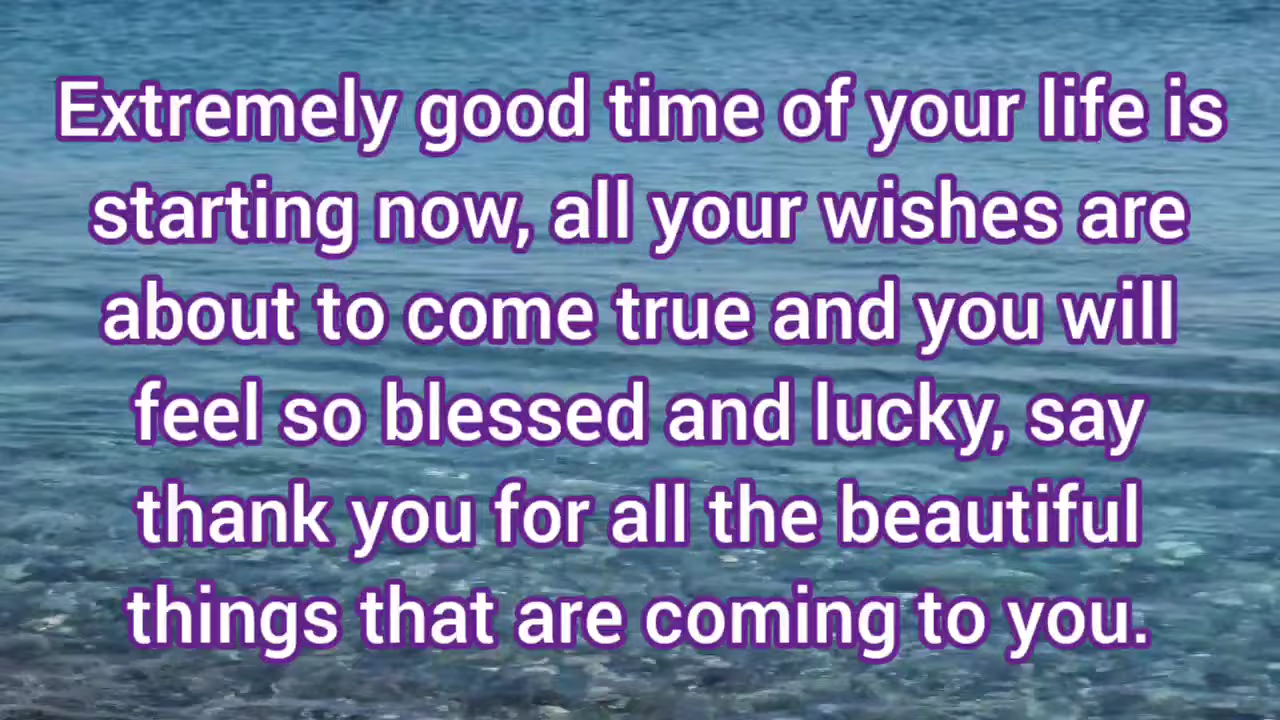 Extremely good time of your life is
starting now, all your wishes are
about to come true and you will
feel so blessed and lucky, say
thank you for all the beautiful
things that are coming to you.